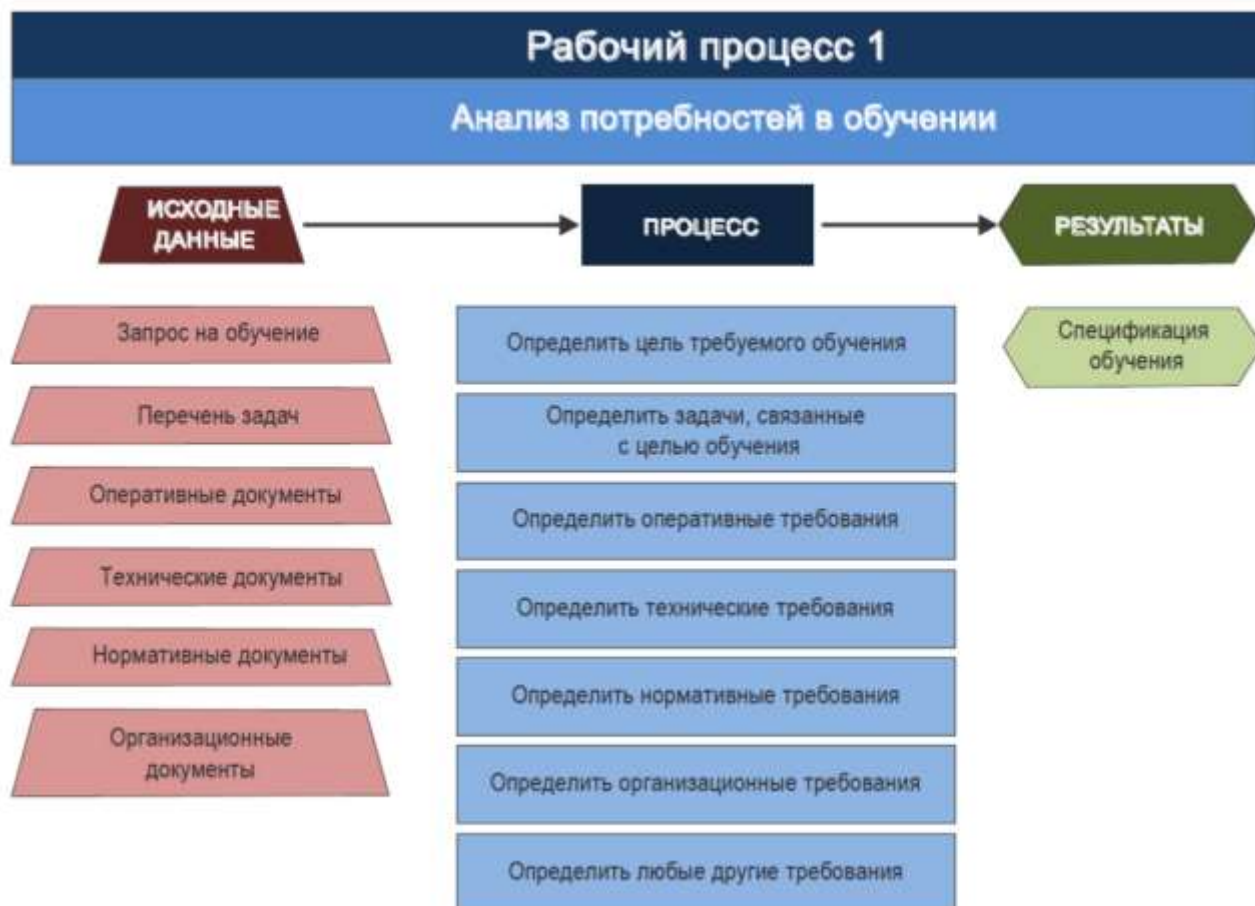 Рабочий процесс 1
Анализ потребностей в обучении
ИСХОДНЫЕ
ДАННЫЕ
ПРОЦЕСС
РЕЗУЛЬТАТЫ
Запрос на обучение
Перечень задач
Оперативные документы
Технические документы
Нормативные документы
Организационные
документы
Определить цель требуемого обучения
Определить задачи, связанные
с целью обучения
Определить оперативные требования
Определить технические требования
Определить нормативные требования
Определить организационные требования
Определить любые другие требования
Спецификация
обучения